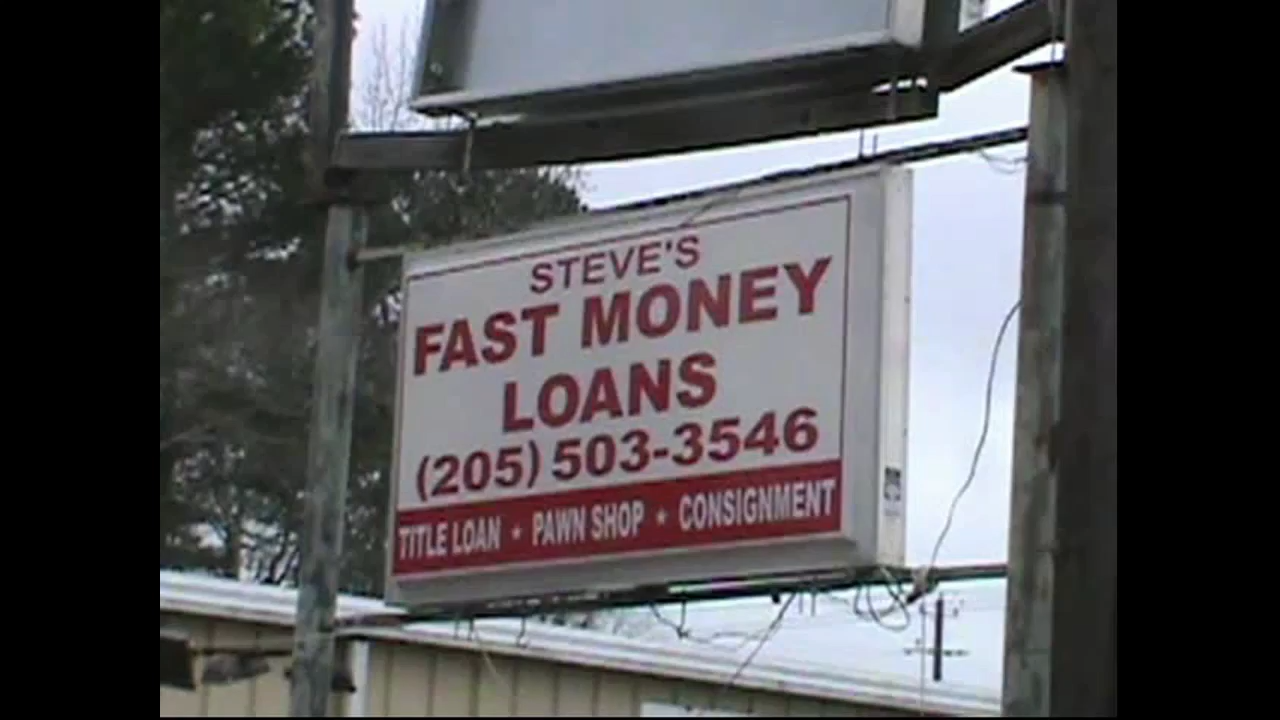 STEVE'S
FAST MONEY
LOANS
(205) 503-3546
TITLE LOAN * PAWN SHOP * CONSIGNMENT